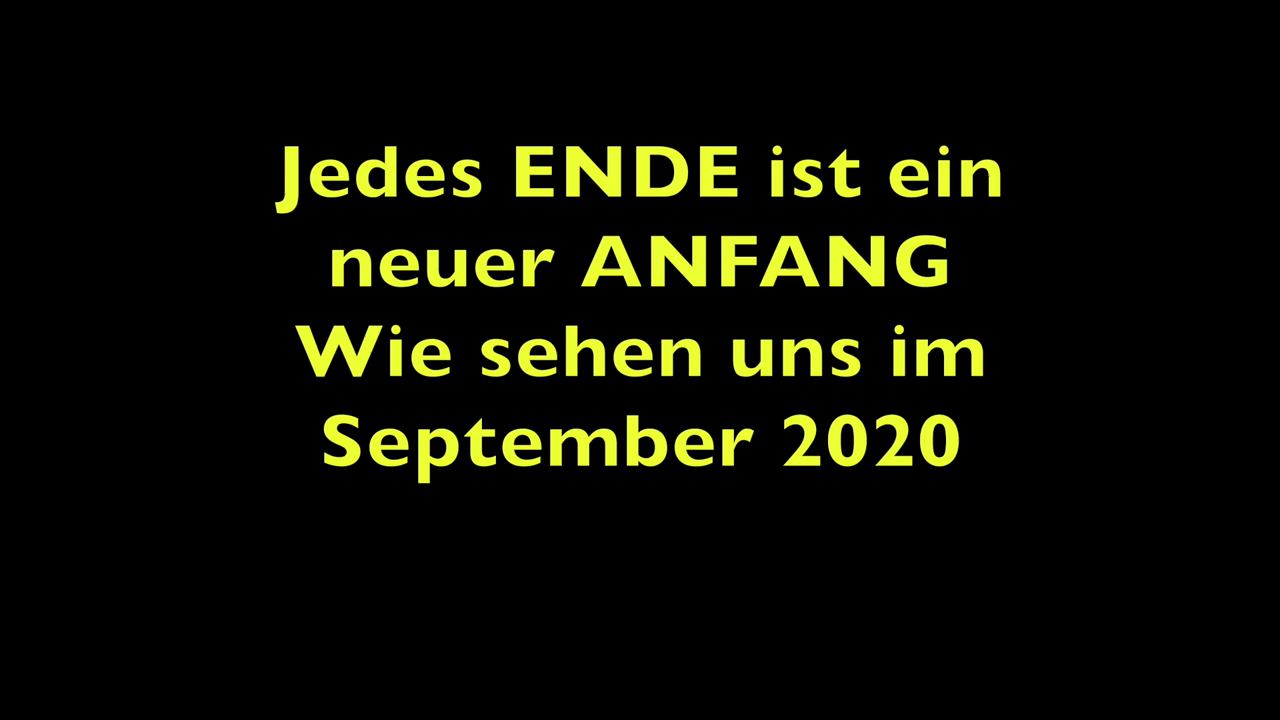 Jedes ENDE ist ein
neuer ANFANG
Wie sehen uns im
September 2020